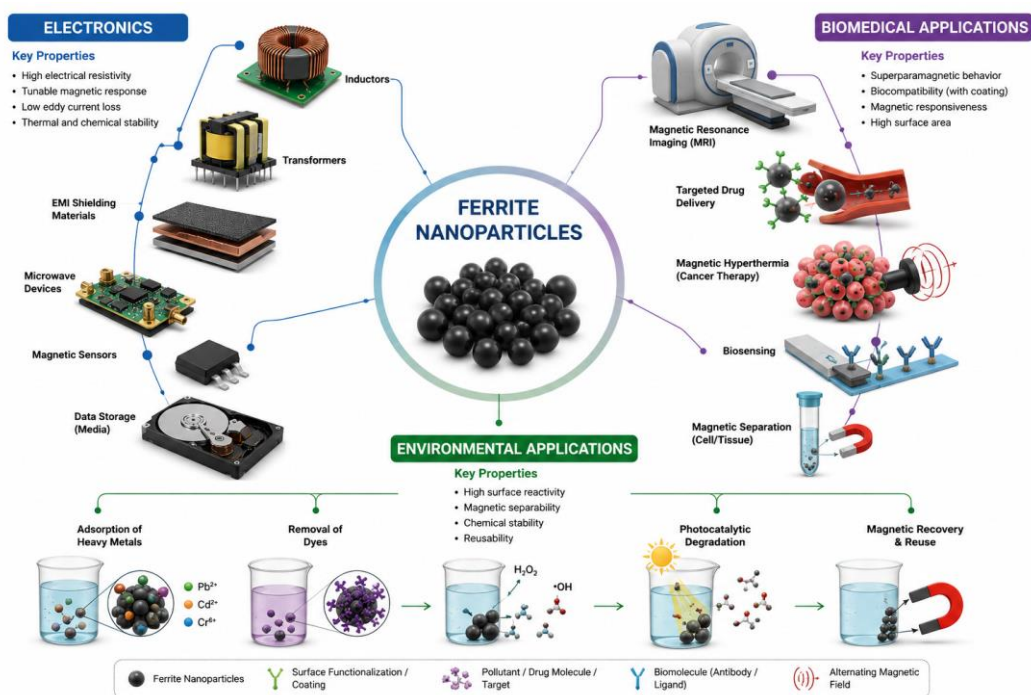 ELECTRONICS
Key Properties
• High electrical resistivity
• Tunable magnetic response
• Low eddy current loss
• Thermal and chemical stability
Inductors
Transformers
EMI Shielding
Materials
Microwave
Devices
Magnetic Sensors
Data Storage
(Media)
FERRITE
NANOPARTICLES
BIOMEDICAL APPLICATIONS
Key Properties
• Superparamagnetic behavior
• Biocompatibility (with coating)
• Magnetic responsiveness
• High surface area
Magnetic Resonance
Imaging (MRI)
Targeted Drug
Delivery
Magnetic Hyperthermia
(Cancer Therapy)
Biosensing
Magnetic Separation
(Cell/Tissue)
ENVIRONMENTAL APPLICATIONS
Key Properties
• High surface reactivity
• Magnetic separability
• Chemical stability
• Reusability
Adsorption of
Heavy Metals
Pb²⁺
Cd²⁺
Cr⁶⁺
Removal of
Dyes
H₂O₂
•OH
Photocatalytic
Degradation
Magnetic Recovery
& Reuse
Ferrite Nanoparticles
Surface Functionalization /
Coating
Pollutant / Drug Molecule /
Target
Biomolecule (Antibody /
Ligand)
Alternating Magnetic
Field